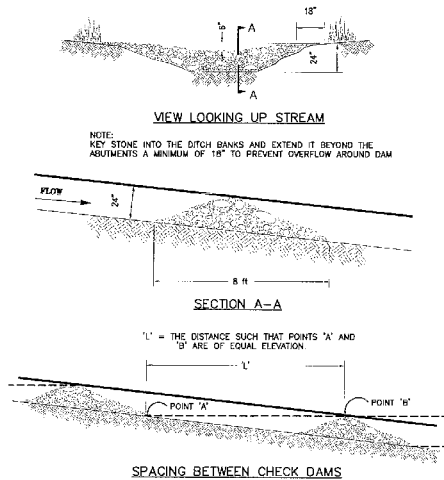 A
18"
6"
24"
A
VIEW LOOKING UP STREAM
NOTE:
KEY STONE INTO THE DITCH BANKS AND EXTEND IT BEYOND THE
ABUTMENTS A MINIMUM OF 18" TO PREVENT OVERFLOW AROUND DAM
FLOW
24"
8 ft
SECTION A-A
'L' = THE DISTANCE SUCH THAT POINTS 'A' AND
'B' ARE OF EQUAL ELEVATION.
'L'
POINT 'A'
POINT 'B'
SPACING BETWEEN CHECK DAMS